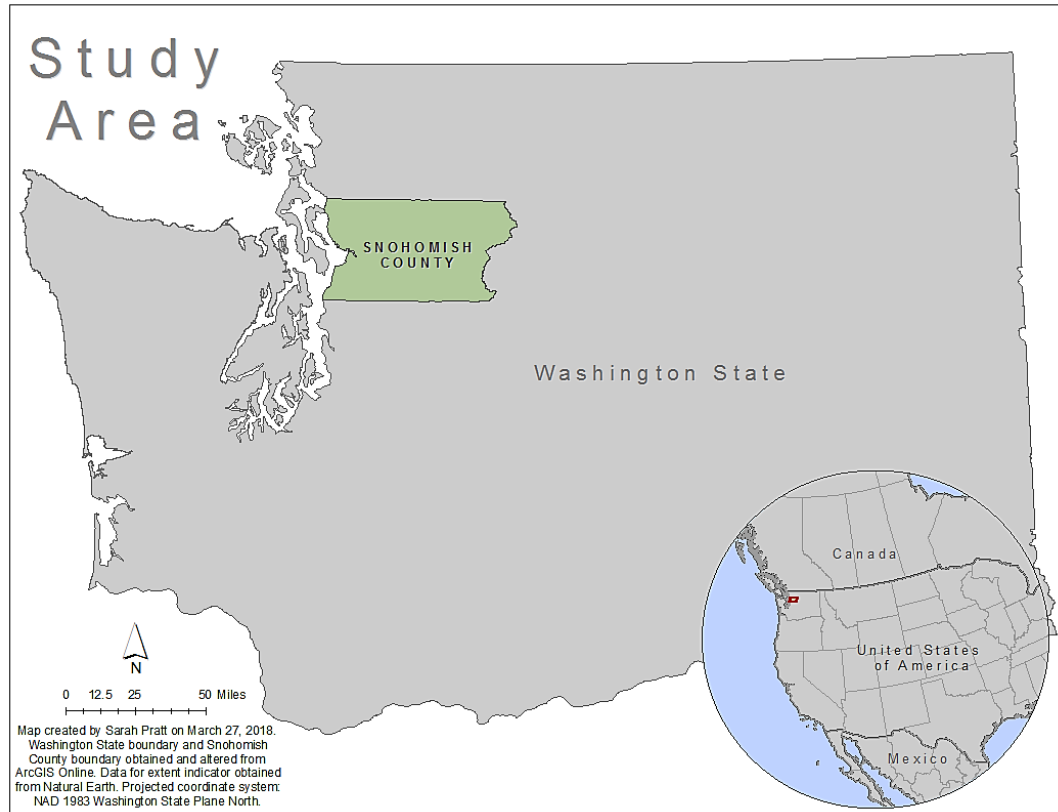 Study
Area
SNOHOMISH
COUNTY
Washington State
Canada
United States
of America
Mexico
N
0 12.5 25 50 Miles
Map created by Sarah Pratt on March 27, 2018.
Washington State boundary and Snohomish
County boundary obtained and altered from
ArcGIS Online. Data for extent indicator obtained
from Natural Earth. Projected coordinate system:
NAD 1983 Washington State Plane North.